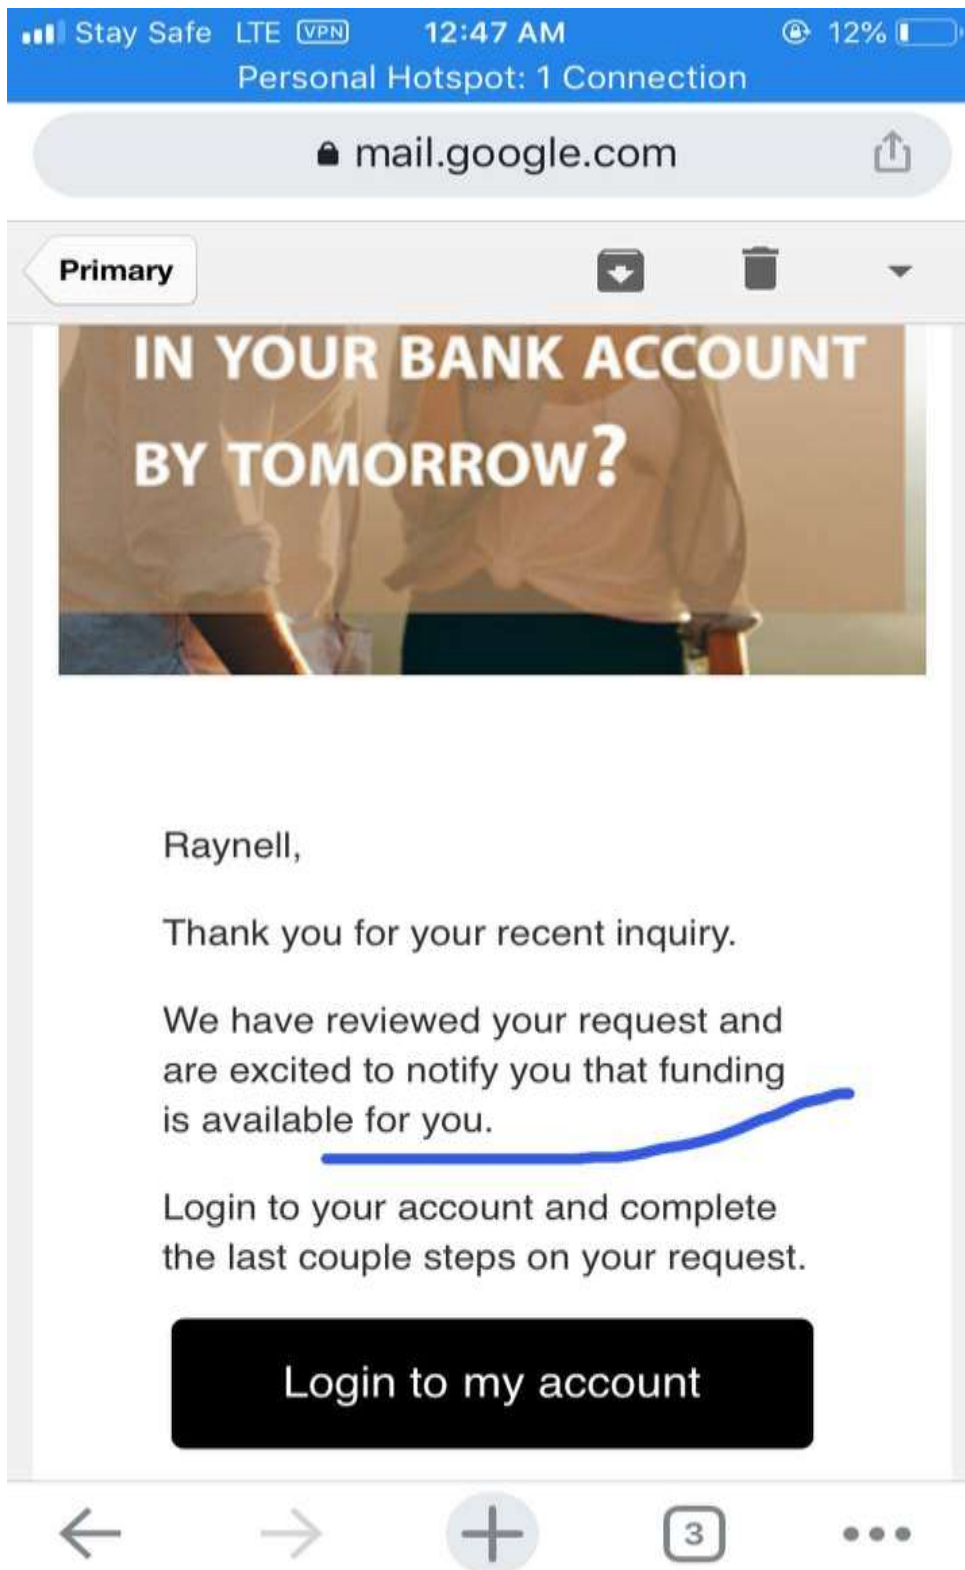 Stay Safe LTE VPN 12:47 AM 12%
Personal Hotspot: 1 Connection
mail.google.com
Primary
IN YOUR BANK ACCOUNT
BY TOMORROW?
Raynell,
Thank you for your recent inquiry.
We have reviewed your request and
are excited to notify you that funding
is available for you.
Login to your account and complete
the last couple steps on your request.
Login to my account
3